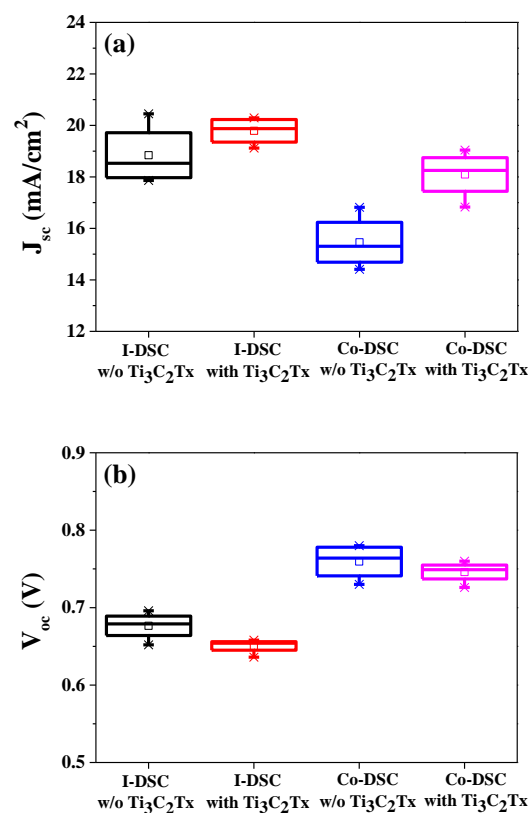 (a)
J_sc (mA/cm²)
24
22
20
18
16
14
12
I-DSC
w/o Ti₃C₂Tx
I-DSC
with Ti₃C₂Tx
Co-DSC
w/o Ti₃C₂Tx
Co-DSC
with Ti₃C₂Tx
(b)
V_oc (V)
0.9
0.8
0.7
0.6
0.5
I-DSC
w/o Ti₃C₂Tx
I-DSC
with Ti₃C₂Tx
Co-DSC
w/o Ti₃C₂Tx
Co-DSC
with Ti₃C₂Tx